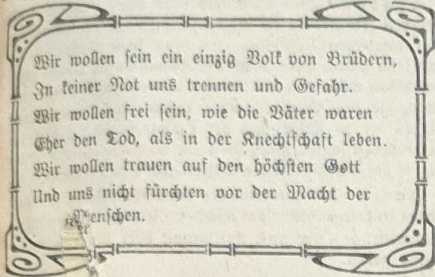 Wir wollen sein ein einzig Volk von Brüdern,
In keiner Not uns trennen und Gefahr.
Wir wollen frei sein, wie die Väter waren
Eher den Tod, als in der Knechtschaft leben.
Wir wollen trauen auf den höchsten Gott
Und uns nicht fürchten vor der Macht der
Menschen.